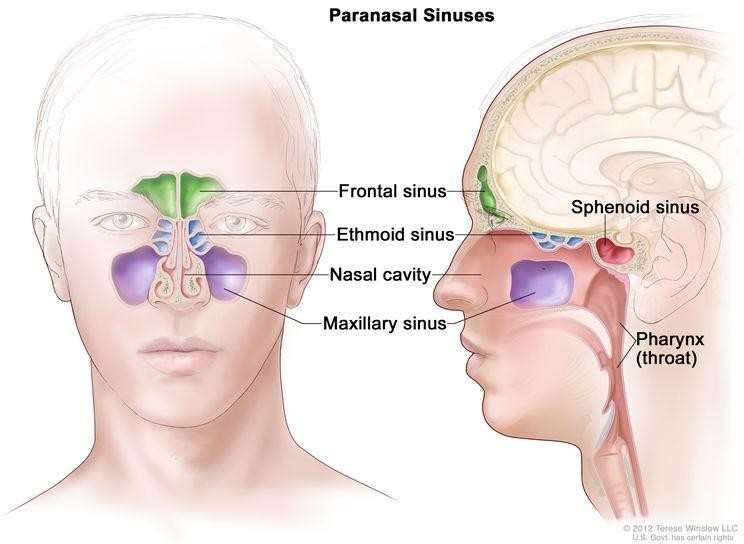 Paranasal Sinuses
Frontal sinus
Sphenoid sinus
Ethmoid sinus
Nasal cavity
Maxillary sinus
Pharynx
(throat)
© 2012 Terese Winslow LLC
U.S. Govt. has certain rights